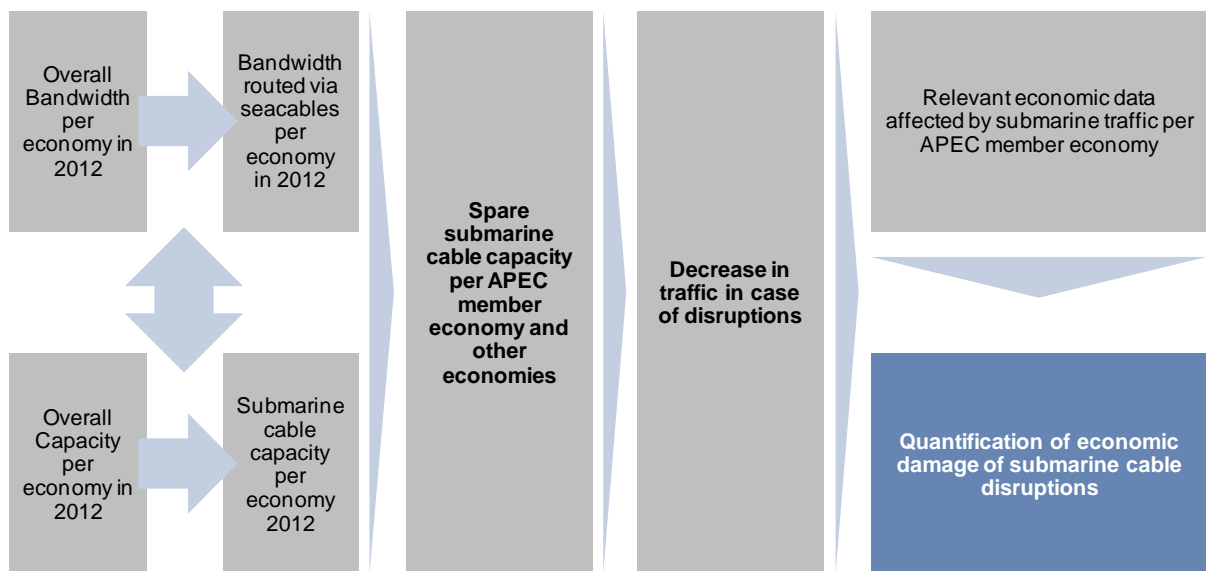 Overall
Bandwidth
per
economy in
2012
Bandwidth
routed via
seacables
per
economy
in 2012
Overall
Capacity
per
economy in
2012
Submarine
cable
capacity
per
economy
2012
Spare
submarine
cable capacity
per APEC
member
economy and
other
economies
Decrease in
traffic in case
of disruptions
Relevant economic data
affected by submarine traffic per
APEC member economy
Quantification of economic
damage of submarine cable
disruptions